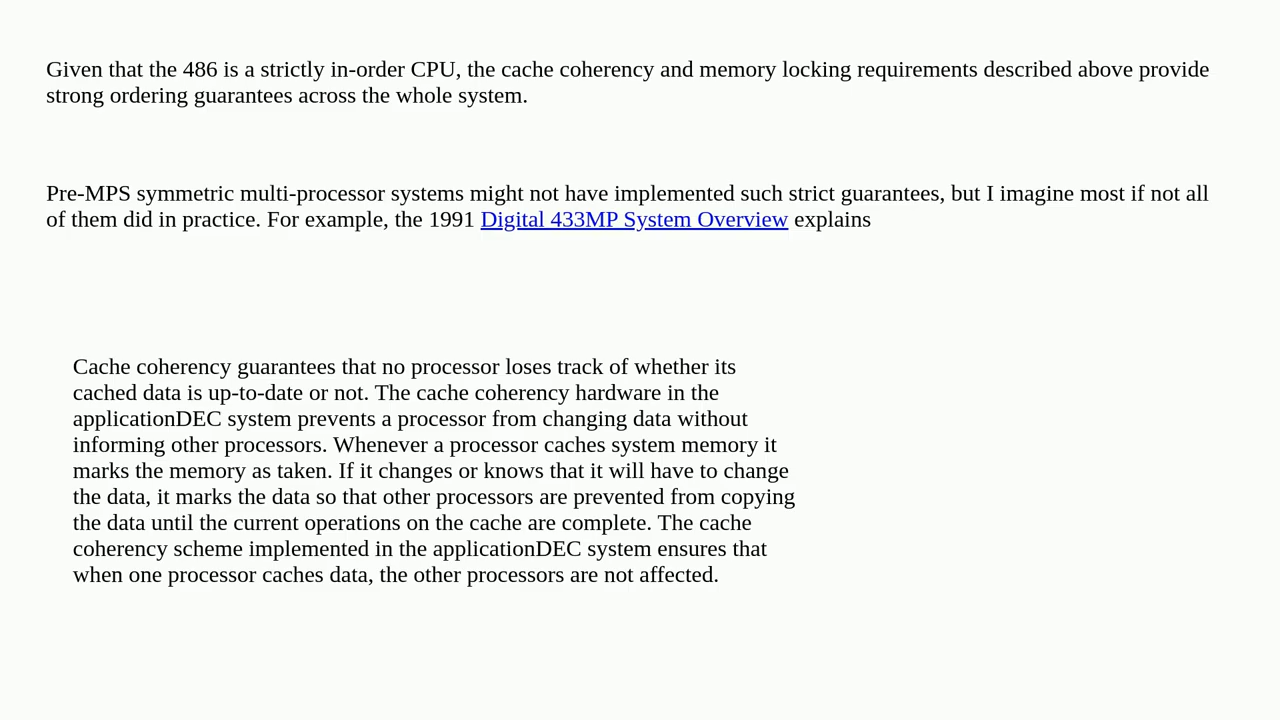 Given that the 486 is a strictly in-order CPU, the cache coherency and memory locking requirements described above provide
strong ordering guarantees across the whole system.
Pre-MPS symmetric multi-processor systems might not have implemented such strict guarantees, but I imagine most if not all
of them did in practice. For example, the 1991 Digital 433MP System Overview explains
Cache coherency guarantees that no processor loses track of whether its
cached data is up-to-date or not. The cache coherency hardware in the
applicationDEC system prevents a processor from changing data without
informing other processors. Whenever a processor caches system memory it
marks the memory as taken. If it changes or knows that it will have to change
the data, it marks the data so that other processors are prevented from copying
the data until the current operations on the cache are complete. The cache
coherency scheme implemented in the applicationDEC system ensures that
when one processor caches data, the other processors are not affected.